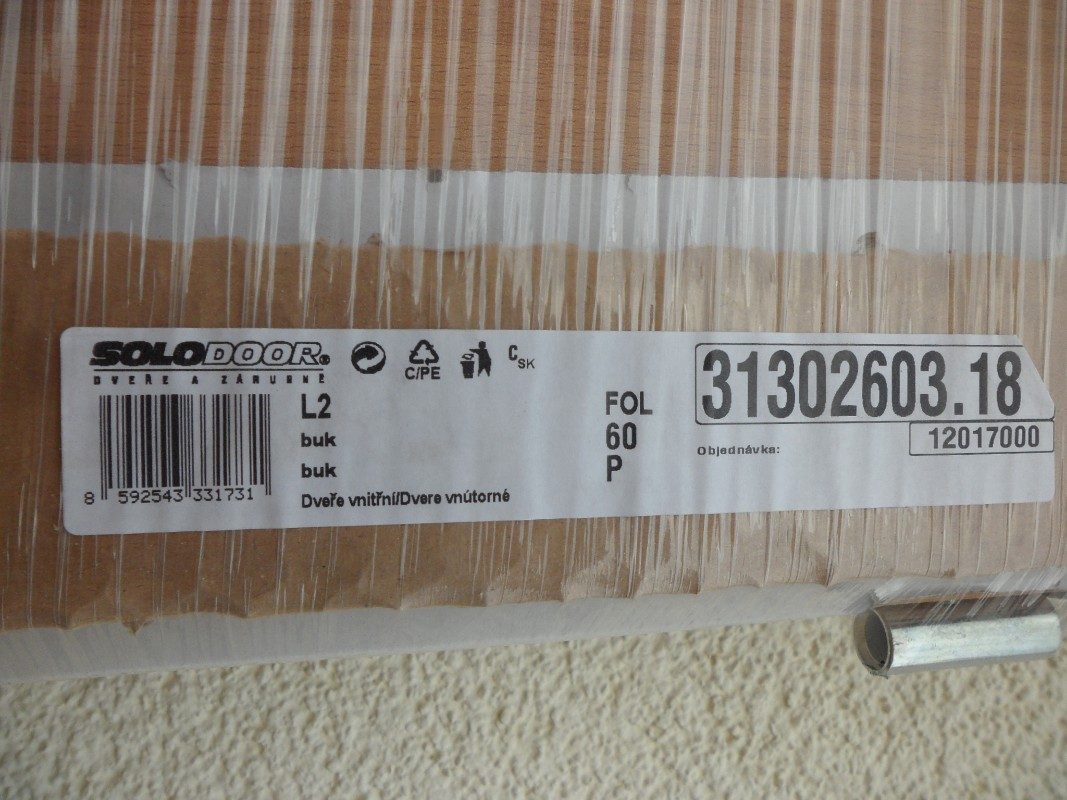 SOLODOOR®
DVEŘE A ZÁRUBNĚ
C/PE
C SK
L2
buk
buk
Dveře vnitřní/Dvere vnútorné
8 592543 331731
FOL
60
P
31302603.18
12017000
Objednávka: